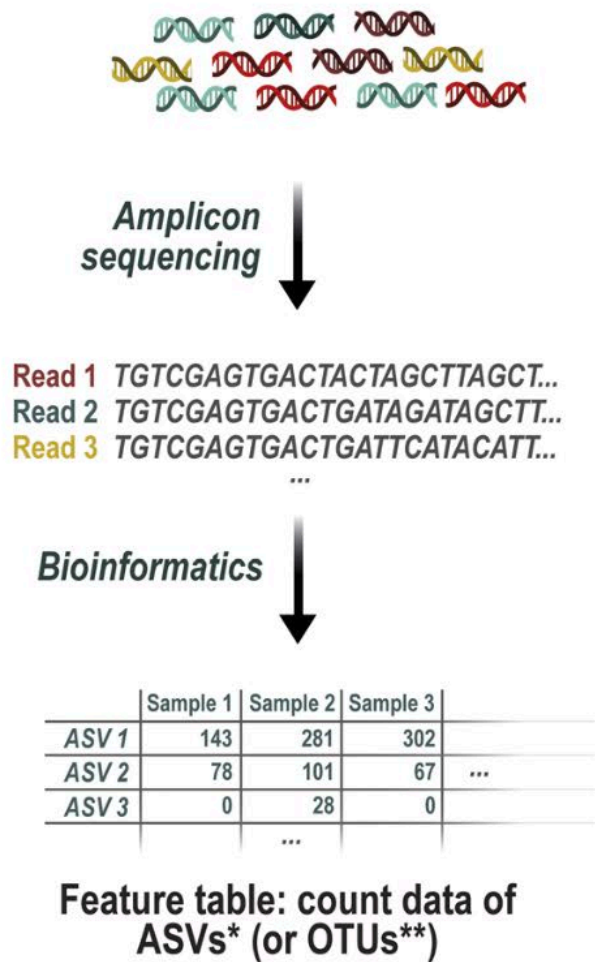 Amplicon
sequencing
Read 1 TGTCGAGTGACTACTAGCTTAGCT...
Read 2 TGTCGAGTGACTGATAGATAGCTT...
Read 3 TGTCGAGTGACTGATTCATACATT...
...
Bioinformatics
Sample 1 Sample 2 Sample 3
ASV 1 143 281 302
ASV 2 78 101 67 ...
ASV 3 0 28 0
...
Feature table: count data of
ASVs* (or OTUs**)